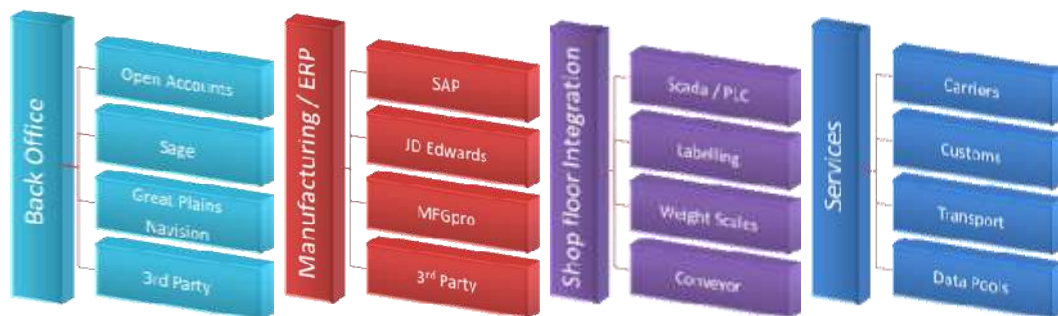 Back Office
Open Accounts
Sage
Great Plains
Navision
3rd Party
Manufacturing / ERP
SAP
JD Edwards
MFGpro
3rd Party
Shop floor Integration
Scada / PLC
Labelling
Weight Scales
Conveyor
Services
Carriers
Customs
Transport
Data Pools